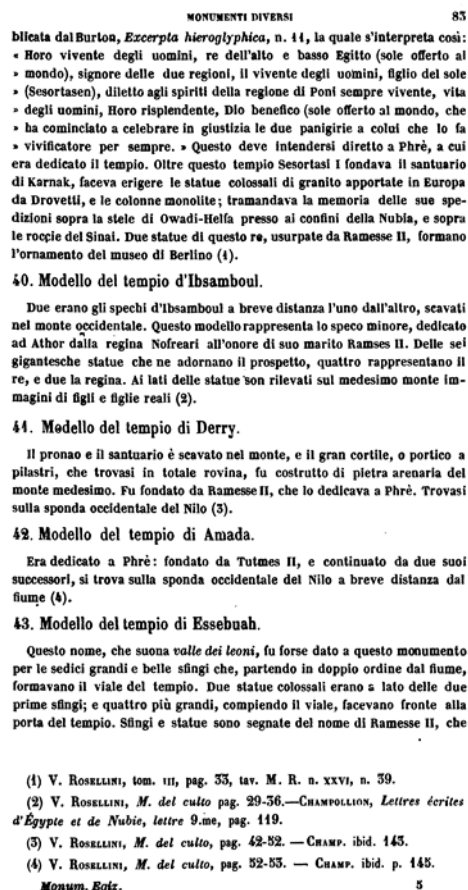 MONUMENTI DIVERSI 83
blicata dal Burton, Excerpta hieroglyphica, n. 11, la quale s'interpreta così:
« Horo vivente degli uomini, re dell'alto e basso Egitto (sole offerto al
» mondo), signore delle due regioni, il vivente degli uomini, figlio del sole
» (Sesortasen), diletto agli spiriti della regione di Poni sempre vivente, vita
» degli uomini, Horo risplendente, Dio benefico (sole offerto al mondo, che
» ha cominciato a celebrare in giustizia le due panigirie a colui che lo fa
» vivificatore per sempre. » Questo deve intendersi diretto a Phrè, a cui
era dedicato il tempio. Oltre questo tempio Sesortasi I fondava il santuario
di Karnak, faceva erigere le statue colossali di granito apportate in Europa
da Drovetti, e le colonne monolite; tramandava la memoria delle sue spe-
dizioni sopra la stele di Owadi-Helfa presso ai confini della Nubia, e sopra
le roccie del Sinai. Due statue di questo re, usurpate da Ramesse II, formano
l'ornamento del museo di Berlino (1).
40. Modello del tempio d'Ibsamboul.
Due erano gli spechi d'Ibsamboul a breve distanza l'uno dall'altro, scavati
nel monte occidentale. Questo modello rappresenta lo speco minore, dedicato
ad Athor dalla regina Nofreari all'onore di suo marito Ramses II. Delle sei
gigantesche statue che ne adornano il prospetto, quattro rappresentano il
re, e due la regina. Ai lati delle statue son rilevati sul medesimo monte im-
magini di figli e figlie reali (2).
41. Modello del tempio di Derry.
Il pronao e il santuario è scavato nel monte, e il gran cortile, o portico a
pilastri, che trovasi in totale rovina, fu costrutto di pietra arenaria del
monte medesimo. Fu fondato da Ramesse II, che lo dedicava a Phrè. Trovasi
sulla sponda occidentale del Nilo (3).
42. Modello del tempio di Amada.
Era dedicato a Phrè: fondato da Tutmes II, e continuato da due suoi
successori, si trova sulla sponda occidentale del Nilo a breve distanza dal
fiume (4).
43. Modello del tempio di Essebuah.
Questo nome, che suona valle dei leoni, fu forse dato a questo monumento
per le sedici grandi e belle sfingi che, partendo in doppio ordine dal fiume,
formavano il viale del tempio. Due statue colossali erano a lato delle due
prime sfingi; e quattro più grandi, compiendo il viale, facevano fronte alla
porta del tempio. Sfingi e statue sono segnate del nome di Ramesse II, che
(1) V. ROSELLINI, tom. III, pag. 33, tav. M. R. n. XXVI, n. 39.
(2) V. ROSELLINI, M. del culto pag. 29-36.—CHAMPOLLION, Lettres écrites
d'Égypte et de Nubie, lettre 9.me, pag. 119.
(3) V. ROSELLINI, M. del culto, pag. 42-52. — CHAMP. ibid. 143.
(4) V. ROSELLINI, M. del culto, pag. 52-53. — CHAMP. ibid. p. 145.
Monum. Egiz. 5